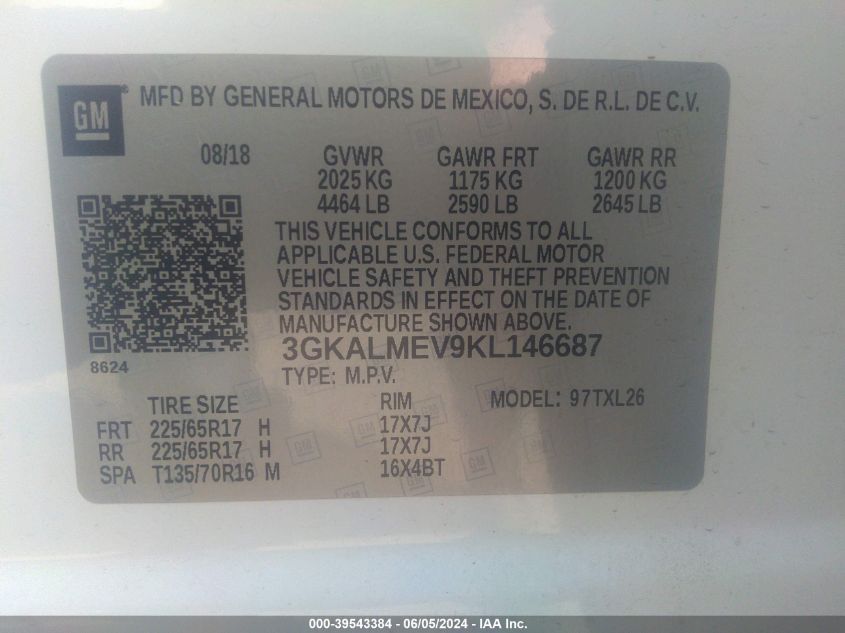 GM ® MFD BY GENERAL MOTORS DE MEXICO, S. DE R.L. DE C.V.
08/18 GVWR GAWR FRT GAWR RR
2025 KG 1175 KG 1200 KG
4464 LB 2590 LB 2645 LB
THIS VEHICLE CONFORMS TO ALL
APPLICABLE U.S. FEDERAL MOTOR
VEHICLE SAFETY AND THEFT PREVENTION
STANDARDS IN EFFECT ON THE DATE OF
MANUFACTURE SHOWN ABOVE.
3GKALMEV9KL146687
8624
TYPE: M.P.V.
TIRE SIZE RIM MODEL: 97TXL26
FRT 225/65R17 H 17X7J
RR 225/65R17 H 17X7J
SPA T135/70R16 M 16X4BT
000-39543384 - 06/05/2024 - IAA Inc.